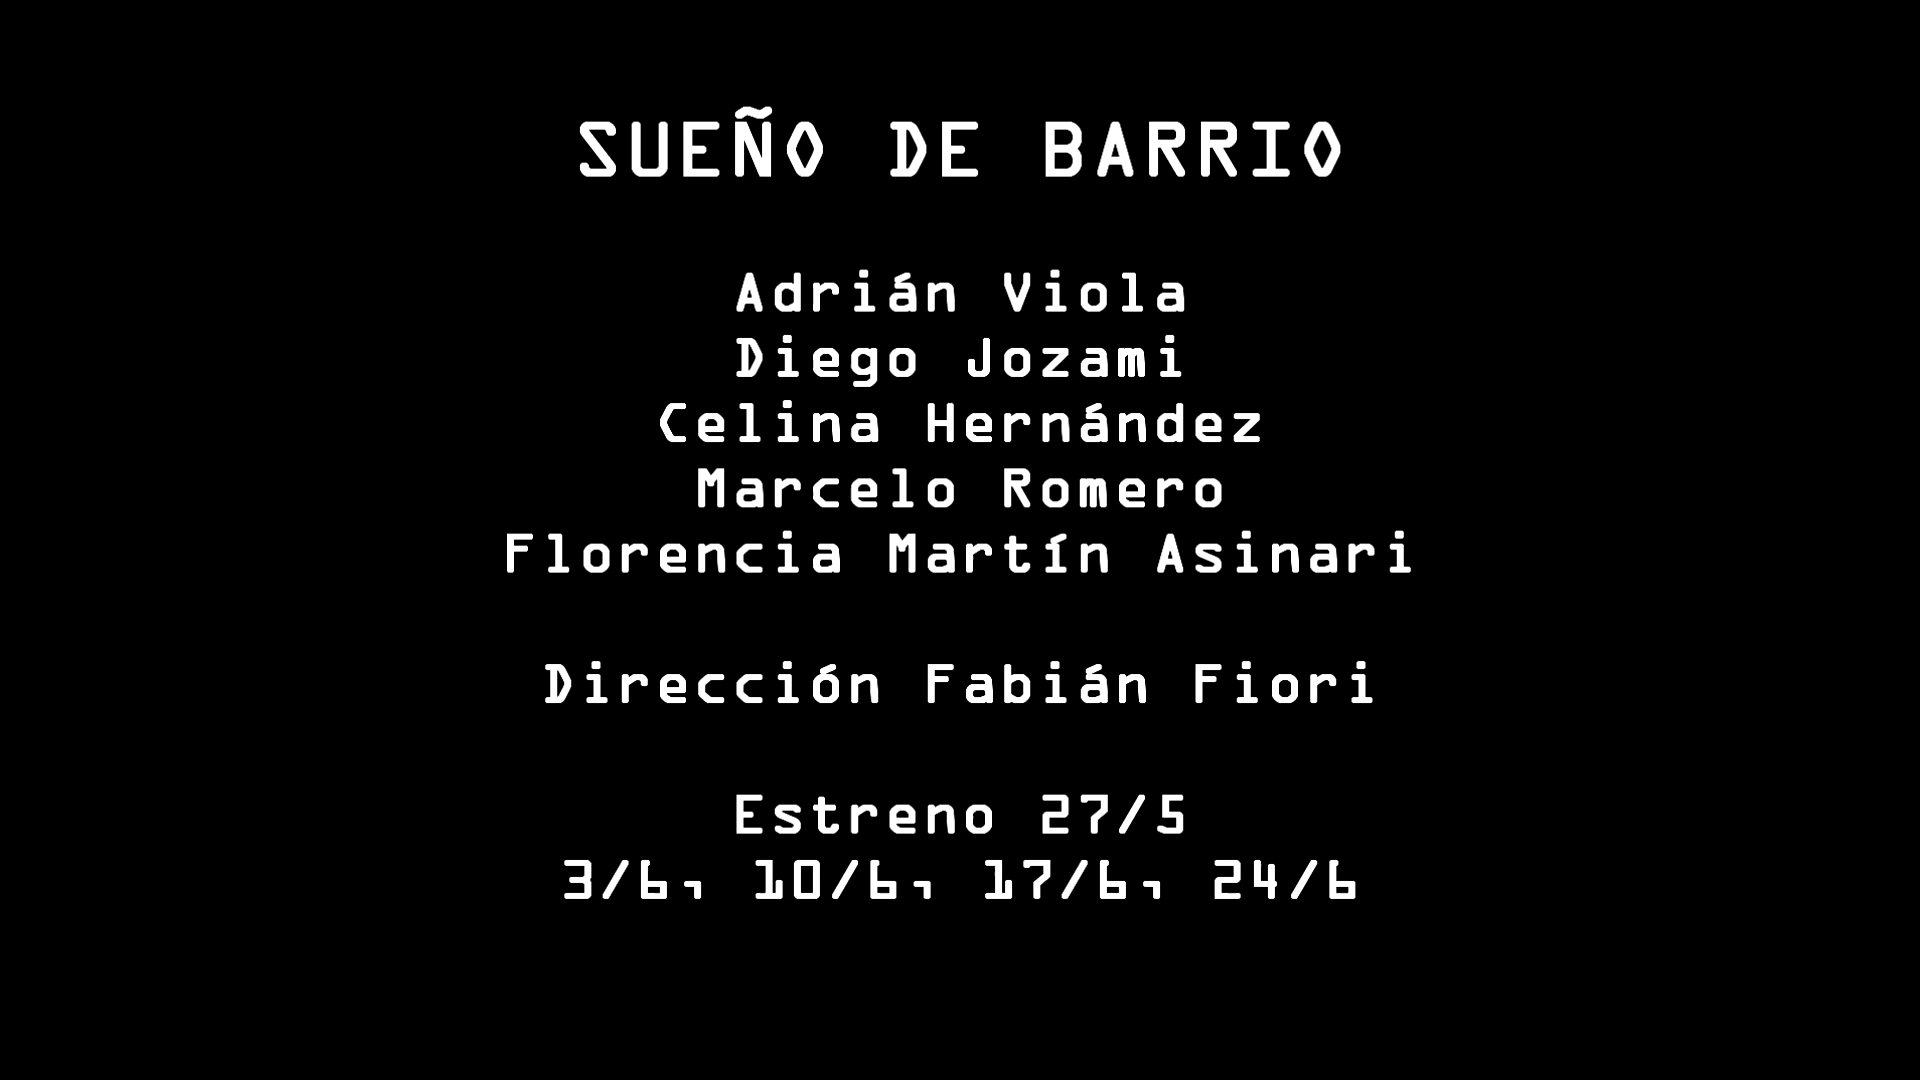 SUEÑO DE BARRIO
Adrián Viola
Diego Jozami
Celina Hernández
Marcelo Romero
Florencia Martín Asinari
Dirección Fabián Fiori
Estreno 27/5
3/6, 10/6, 17/6, 24/6